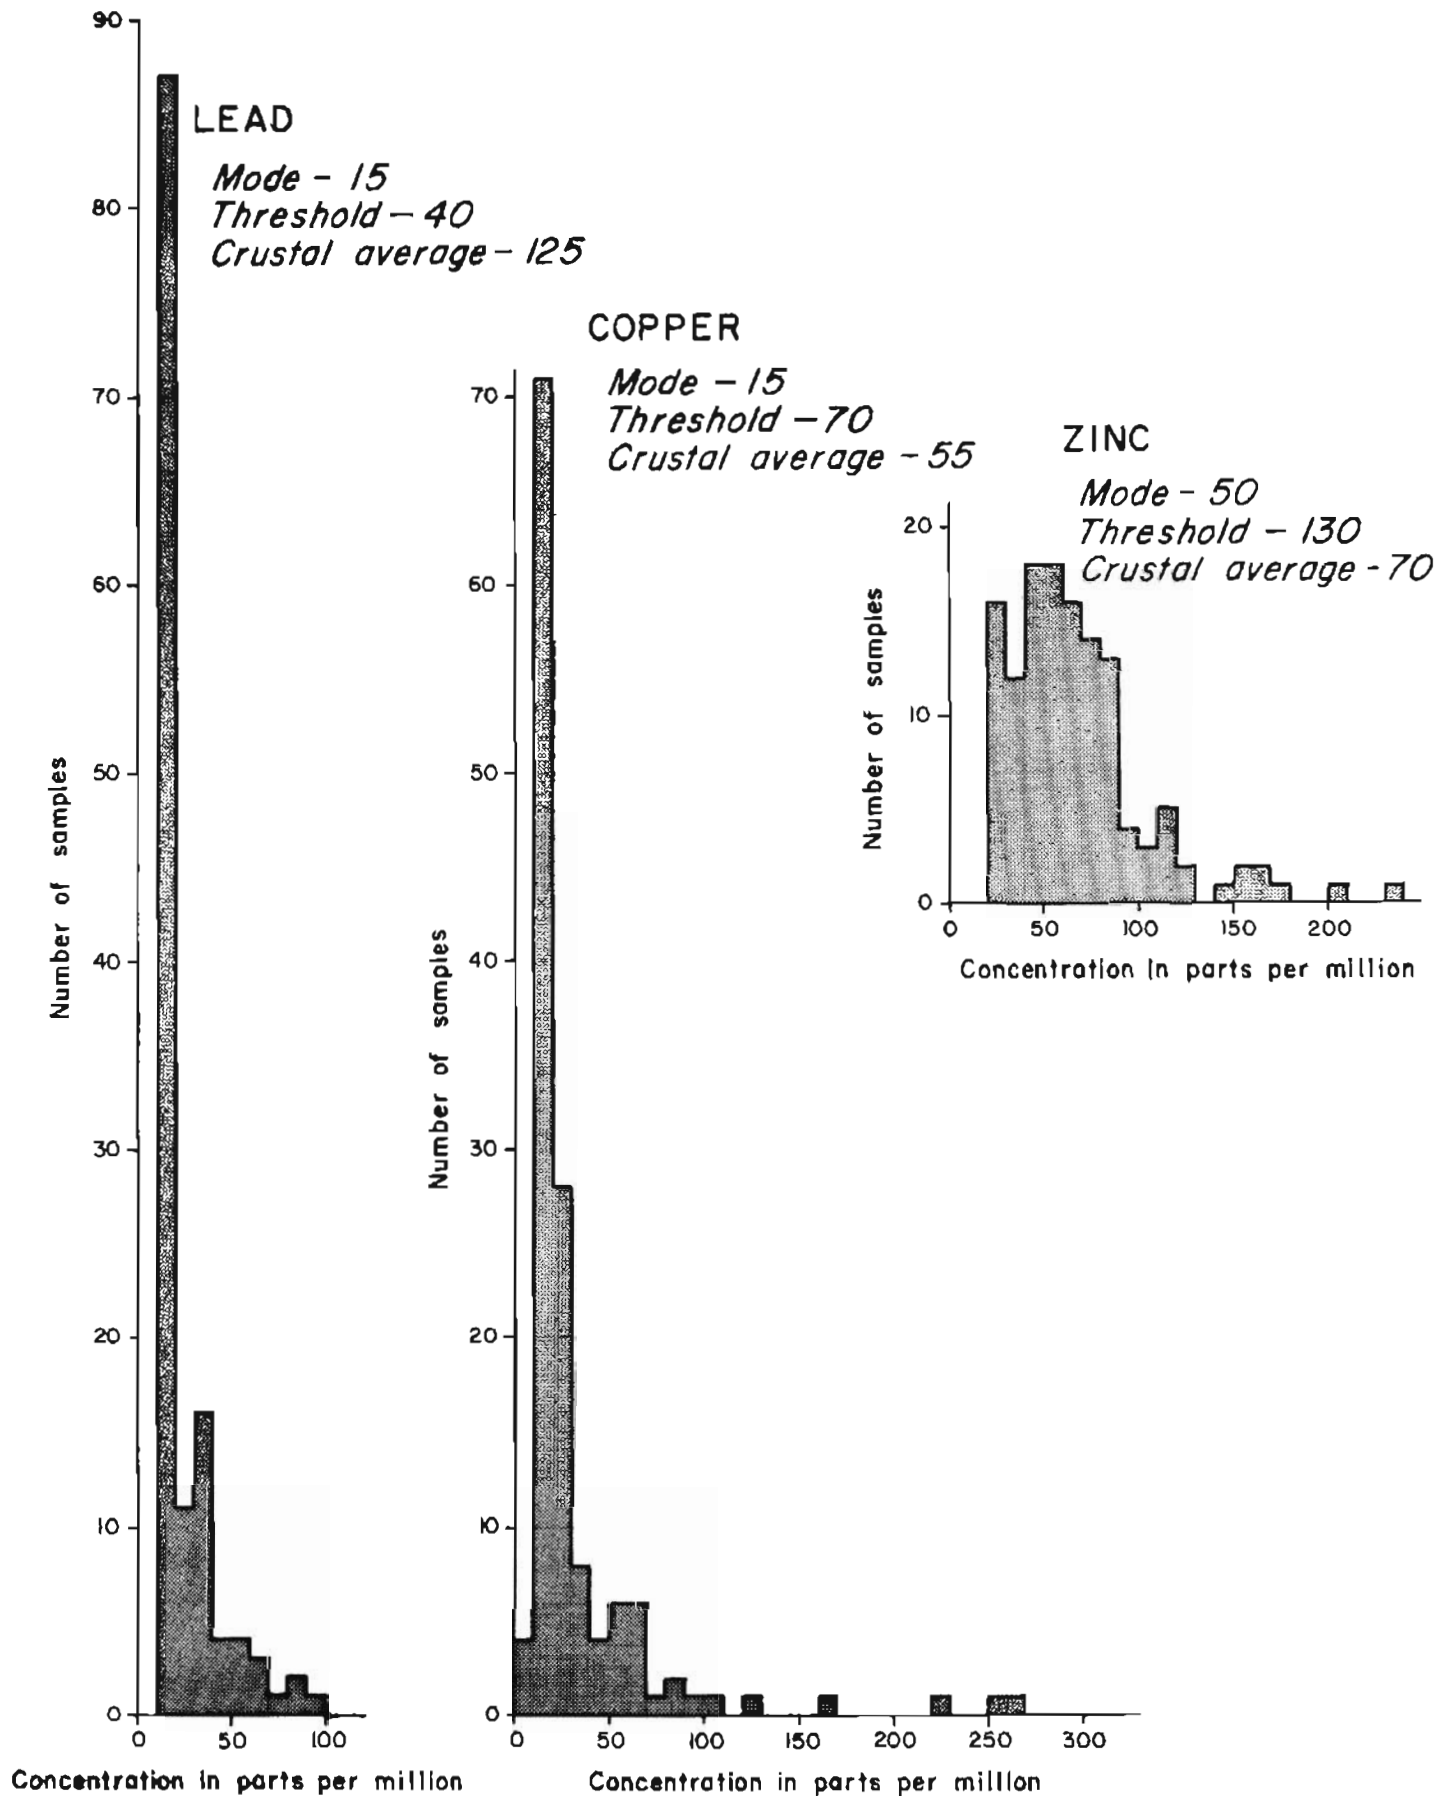 90
80
70
60
50
40
30
20
10
0
Number of samples
LEAD
Mode - 15
Threshold - 40
Crustal average - 125
0 50 100
Concentration in parts per million
COPPER
Mode - 15
Threshold - 70
Crustal average - 55
70
60
50
40
30
20
10
0
Number of samples
0 50 100 150 200 250 300
Concentration in parts per million
ZINC
Mode - 50
Threshold - 130
Crustal average - 70
20
10
0
Number of samples
0 50 100 150 200
Concentration in parts per million